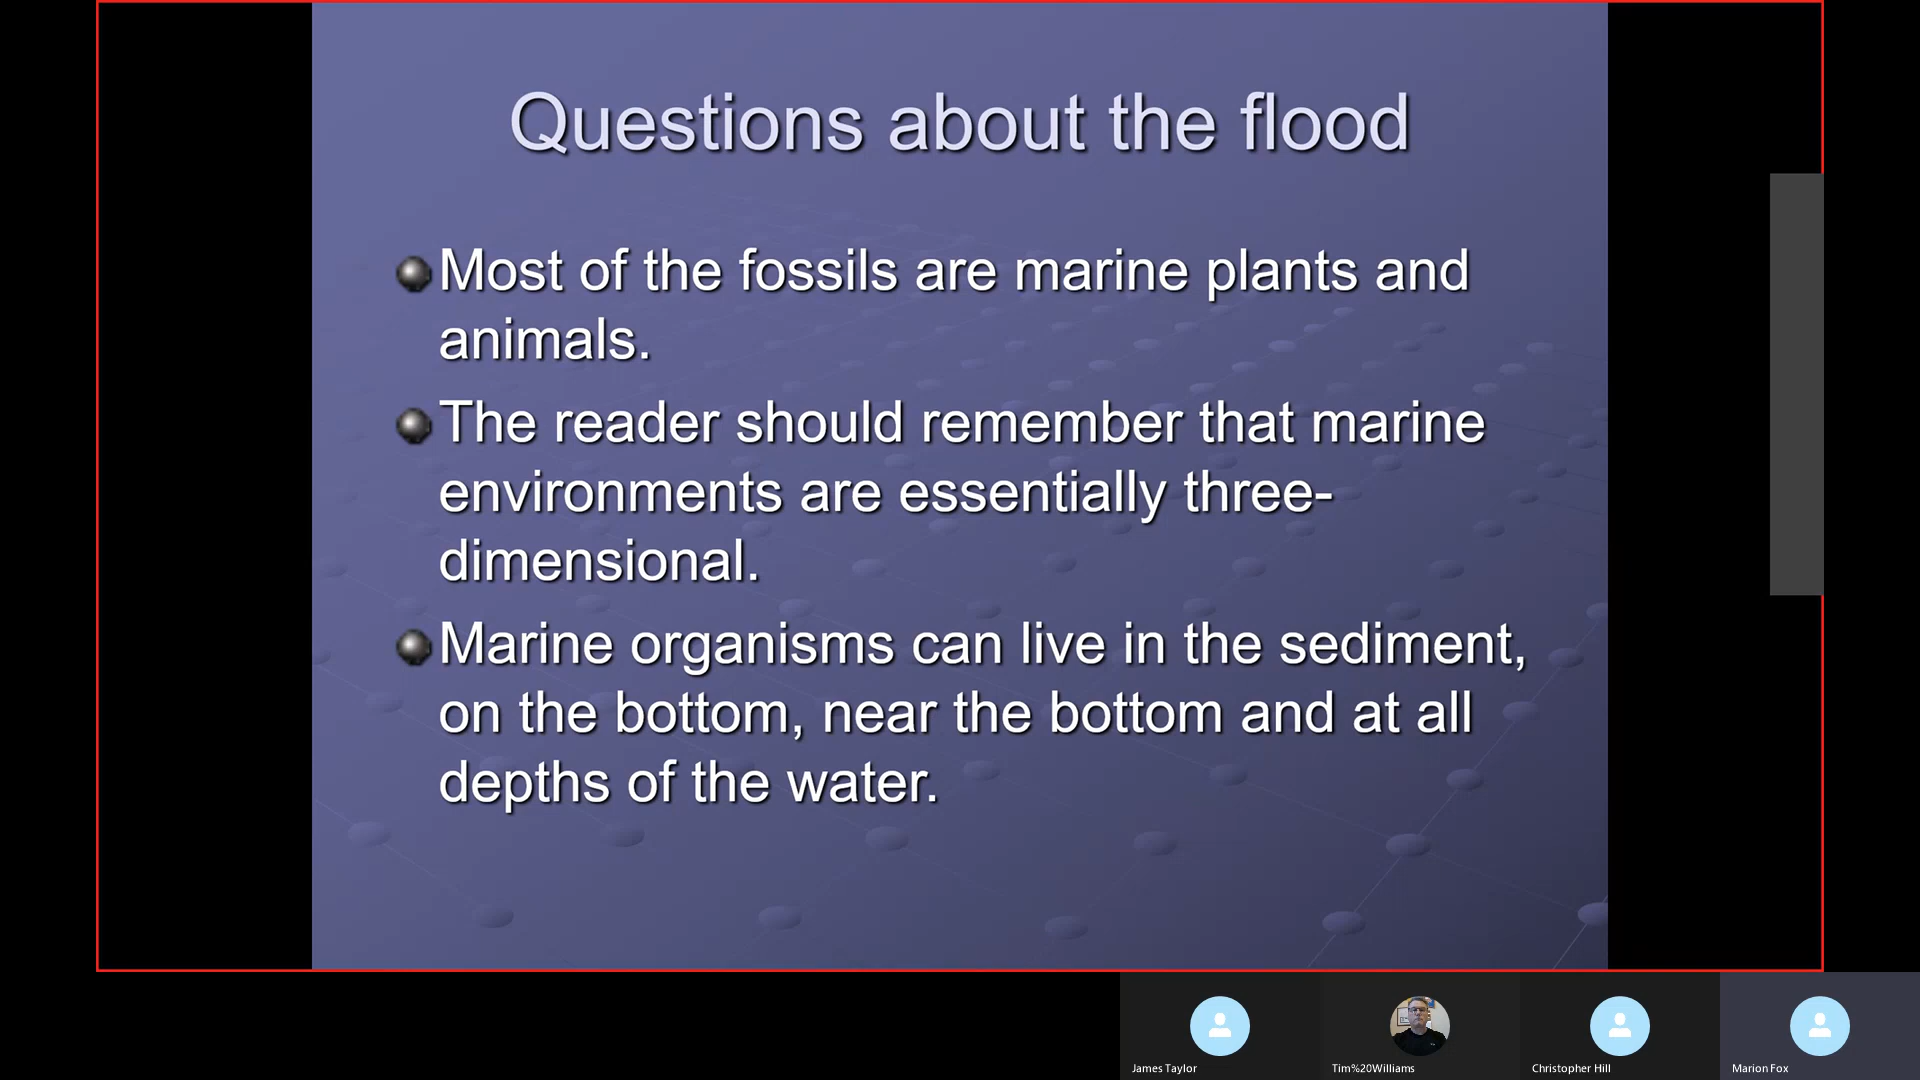 Questions about the flood
Most of the fossils are marine plants and
animals.
The reader should remember that marine
environments are essentially three-
dimensional.
Marine organisms can live in the sediment,
on the bottom, near the bottom and at all
depths of the water.
James Taylor
Tim%20Williams
Christopher Hill
Marion Fox